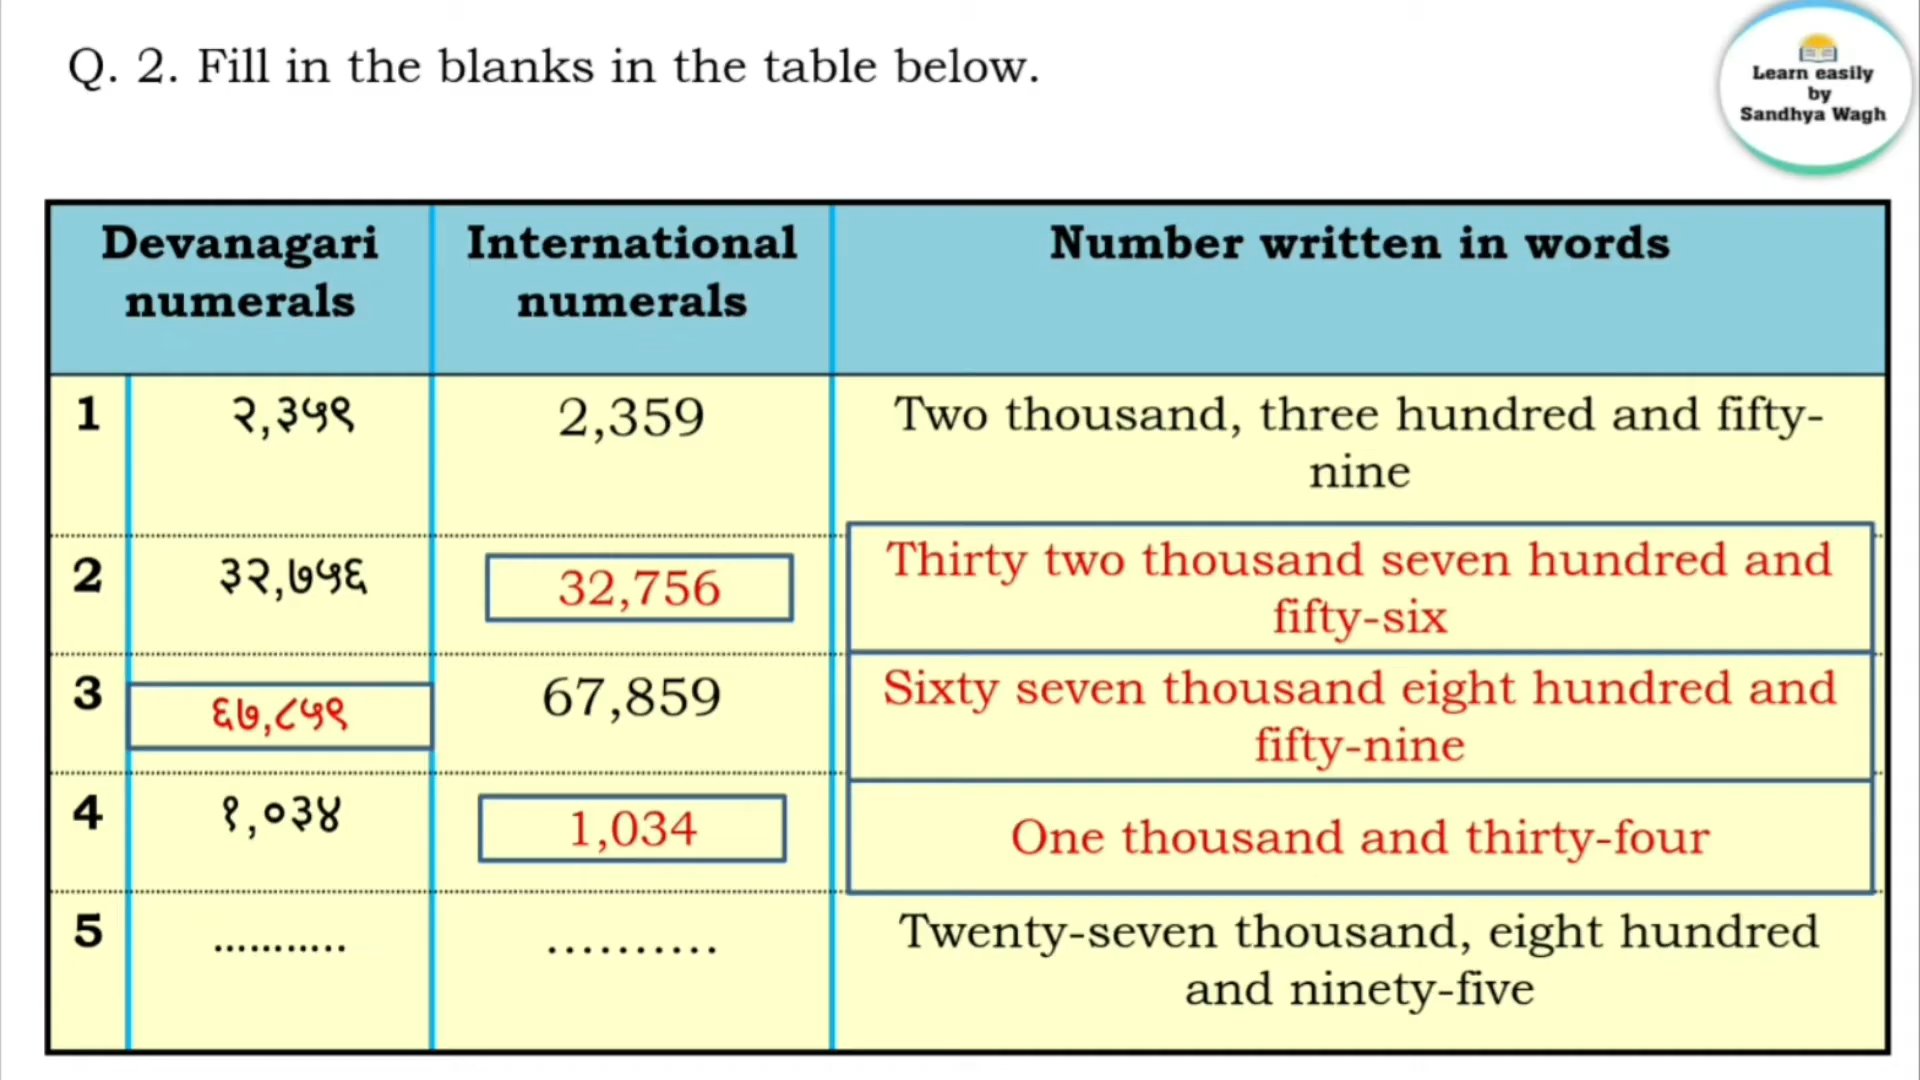 Q. 2. Fill in the blanks in the table below.
Learn easily
by
Sandhya Wagh
Devanagari numerals
International numerals
Number written in words
1
२,३५९
2,359
Two thousand, three hundred and fifty-
nine
2
३२,७५६
32,756
Thirty two thousand seven hundred and
fifty-six
3
६७,८५९
67,859
Sixty seven thousand eight hundred and
fifty-nine
4
१,०३४
1,034
One thousand and thirty-four
5
...........
..........
Twenty-seven thousand, eight hundred
and ninety-five